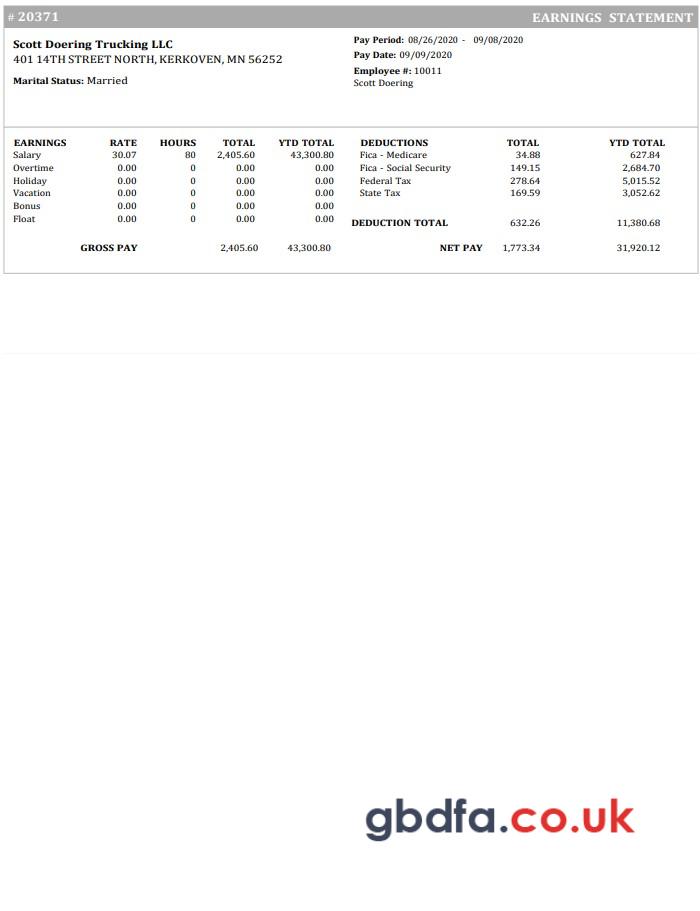 # 20371 EARNINGS STATEMENT
Scott Doering Trucking LLC
401 14TH STREET NORTH, KERKOVEN, MN 56252
Marital Status: Married
Pay Period: 08/26/2020 - 09/08/2020
Pay Date: 09/09/2020
Employee #: 10011
Scott Doering
EARNINGS RATE HOURS TOTAL YTD TOTAL
Salary 30.07 80 2,405.60 43,300.80
Overtime 0.00 0 0.00 0.00
Holiday 0.00 0 0.00 0.00
Vacation 0.00 0 0.00 0.00
Bonus 0.00 0 0.00 0.00
Float 0.00 0 0.00 0.00
GROSS PAY 2,405.60 43,300.80
DEDUCTIONS TOTAL YTD TOTAL
Fica - Medicare 34.88 627.84
Fica - Social Security 149.15 2,684.70
Federal Tax 278.64 5,015.52
State Tax 169.59 3,052.62
DEDUCTION TOTAL 632.26 11,380.68
NET PAY 1,773.34 31,920.12
gbdfa.co.uk